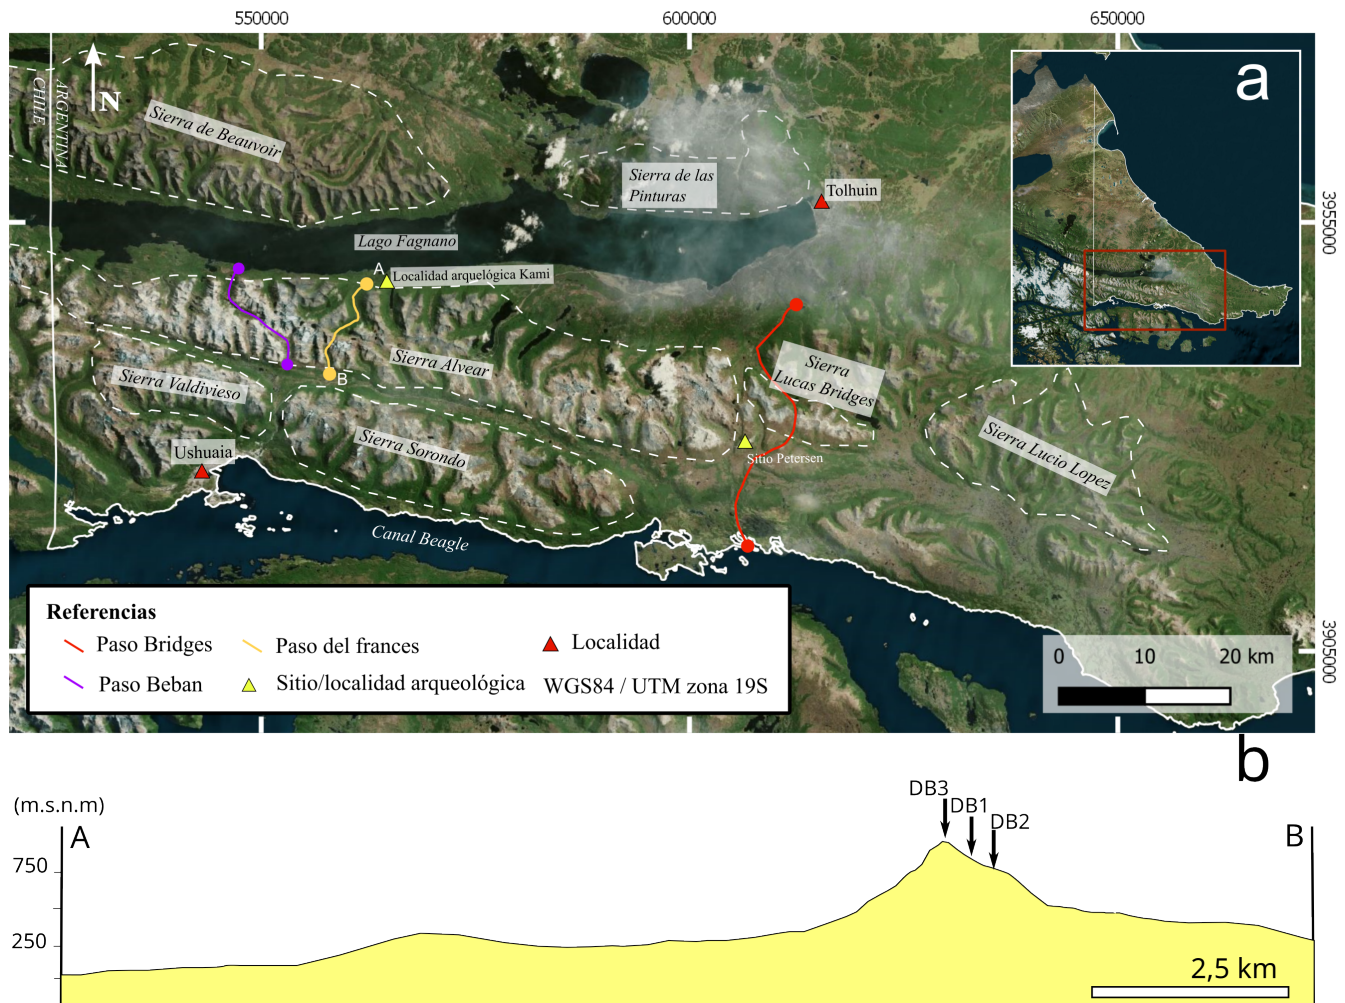 550000
600000
650000
a
N
CHILE
ARGENTINA
Sierra de Beauvoir
Sierra de las
Pinturas
Tolhuin
3955000
Lago Fagnano
A
Localidad arqueológica Kami
B
Sierra Alvear
Sierra
Lucas Bridges
Sierra Valdivieso
Sierra Sorondo
Sierra Lucio Lopez
Ushuaia
Sitio Petersen
Canal Beagle
Referencias
Paso Bridges
Paso del frances
Localidad
Paso Beban
Sitio/localidad arqueológica
WGS84 / UTM zona 19S
0
10
20 km
3905000
b
(m.s.n.m)
A
B
DB3
DB1
DB2
750
250
2,5 km